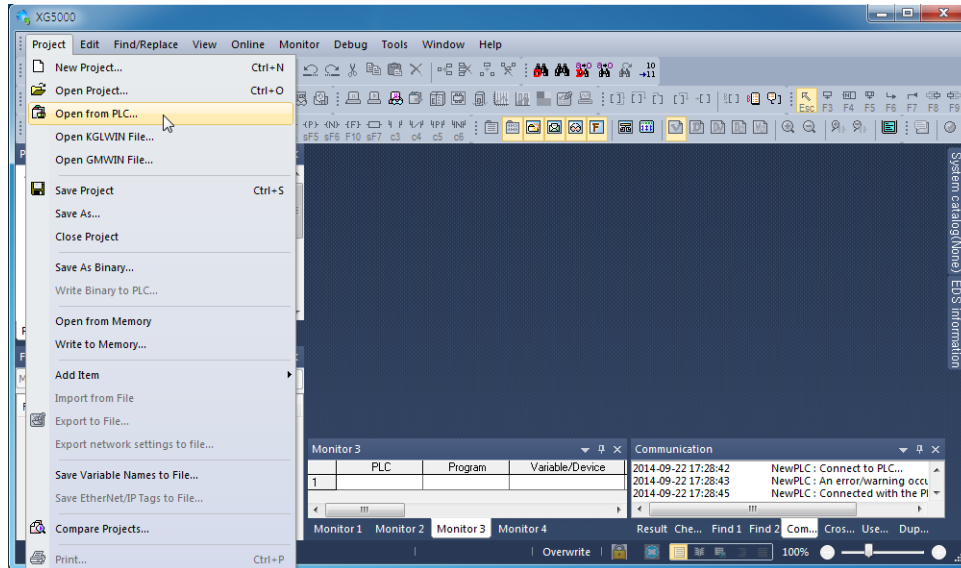 XG5000
Project Edit Find/Replace View Online Monitor Debug Tools Window Help
New Project... Ctrl+N
Open Project... Ctrl+O
Open from PLC...
Open KGLWIN File...
Open GMWIN File...
Save Project Ctrl+S
Save As...
Close Project
Save As Binary...
Write Binary to PLC...
Open from Memory
Write to Memory...
Add Item
Import from File
Export to File...
Export network settings to file...
Save Variable Names to File...
Save EtherNet/IP Tags to File...
Compare Projects...
Print... Ctrl+P
Esc F3 F4 F5 F6 F7 F8 F9
sF5 sF6 F10 sF7 c3 c4 c5 c6
System catalog(None)
EDS information
Monitor 3
PLC Program Variable/Device
1
Monitor 1 Monitor 2 Monitor 3 Monitor 4
Communication
2014-09-22 17:28:42 NewPLC : Connect to PLC...
2014-09-22 17:28:43 NewPLC : An error/warning occu
2014-09-22 17:28:45 NewPLC : Connected with the Pl
Result Che... Find 1 Find 2 Com... Cros... Use... Dup...
Overwrite 100%